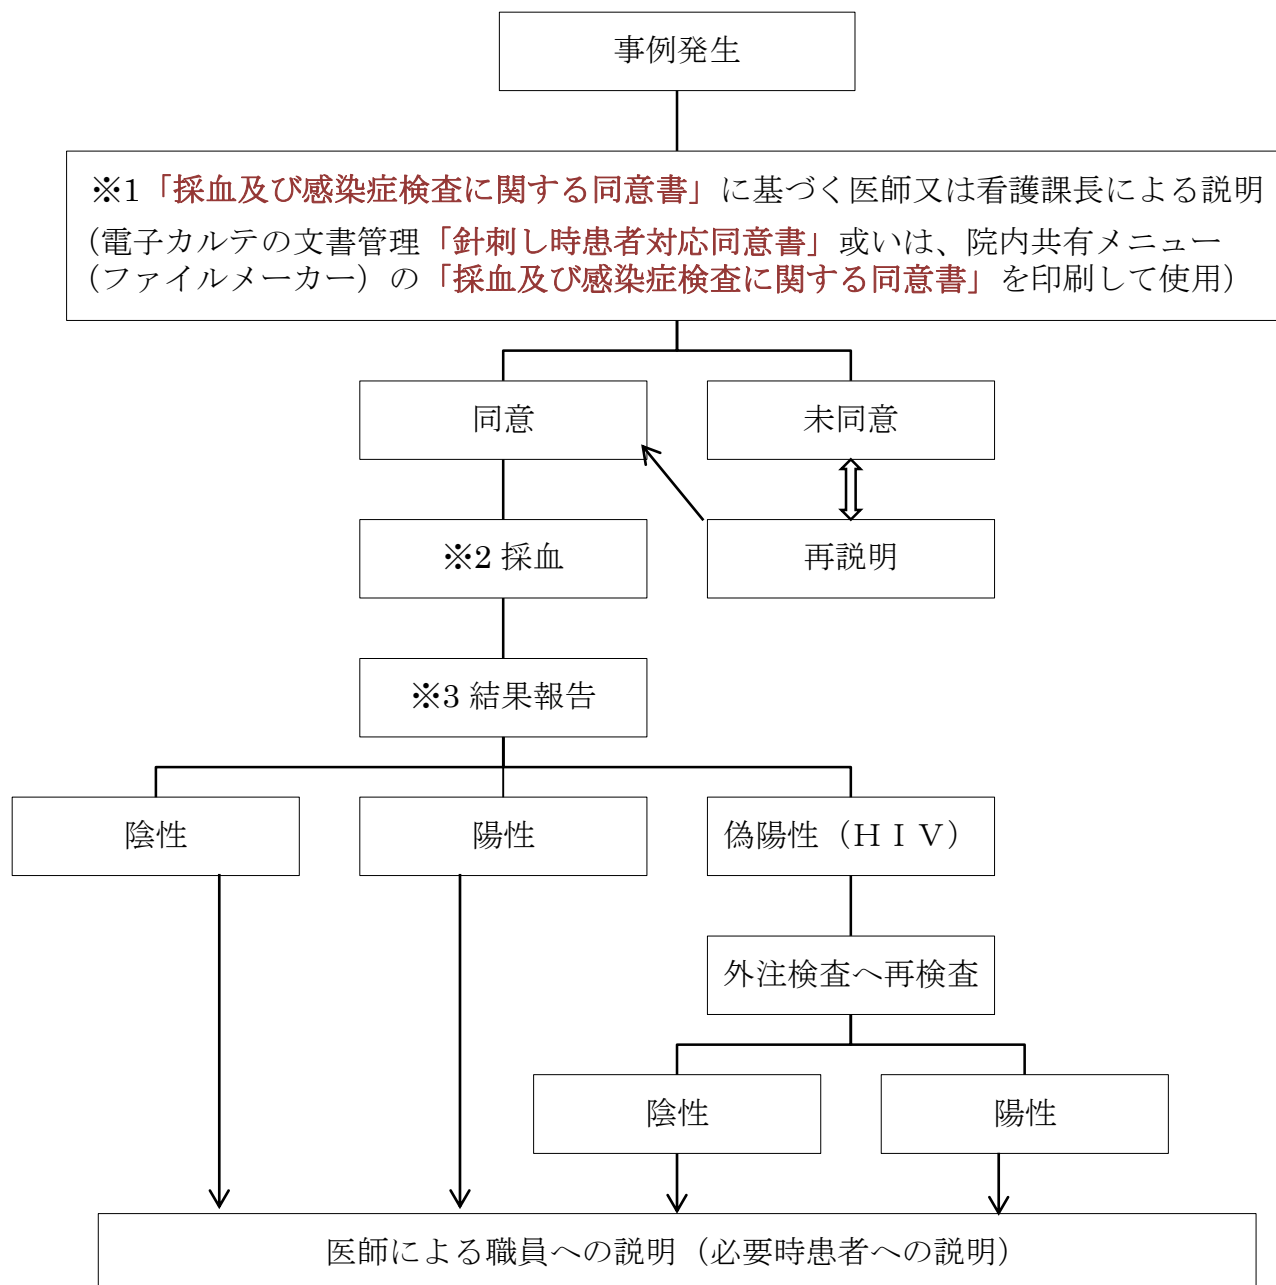 事例発生
※1「採血及び感染症検査に関する同意書」に基づく医師又は看護課長による説明
(電子カルテの文書管理「針刺し時患者対応同意書」或いは、院内共有メニュー
(ファイルメーカー)の「採血及び感染症検査に関する同意書」を印刷して使用)
同意
未同意
※2 採血
再説明
※3 結果報告
陰性
陽性
偽陽性(HIV)
外注検査へ再検査
陰性
陽性
医師による職員への説明(必要時患者への説明)